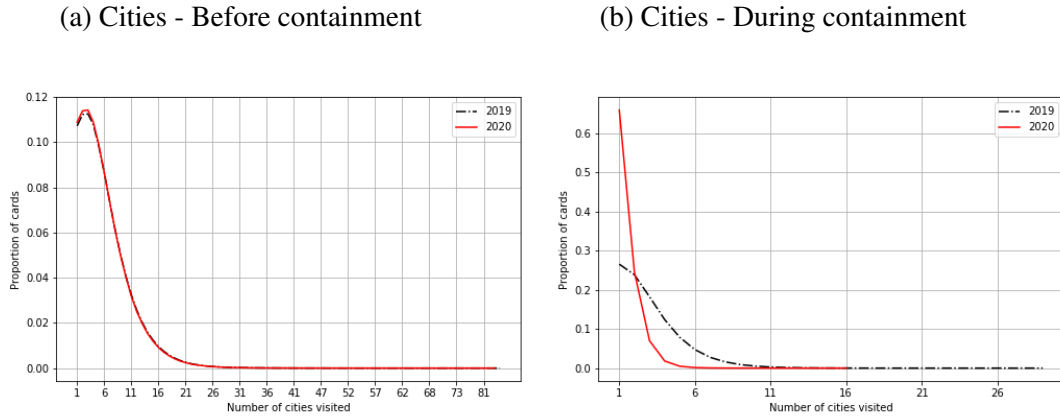 (a) Cities - Before containment
(b) Cities - During containment
0.12
0.10
0.08
0.06
0.04
0.02
0.00
Proportion of cards
2019
2020
1 6 11 16 21 26 31 36 41 47 52 57 62 68 73 81
Number of cities visited
0.6
0.5
0.4
0.3
0.2
0.1
0.0
Proportion of cards
2019
2020
1 6 11 16 21 26
Number of cities visited